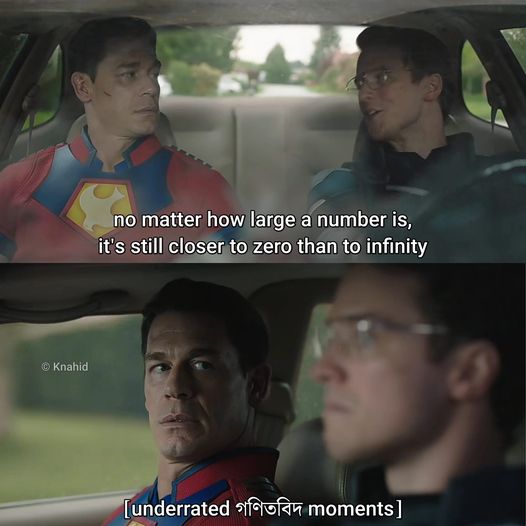 no matter how large a number is,
it's still closer to zero than to infinity
© Knahid
[underrated গণিতবিদ moments]